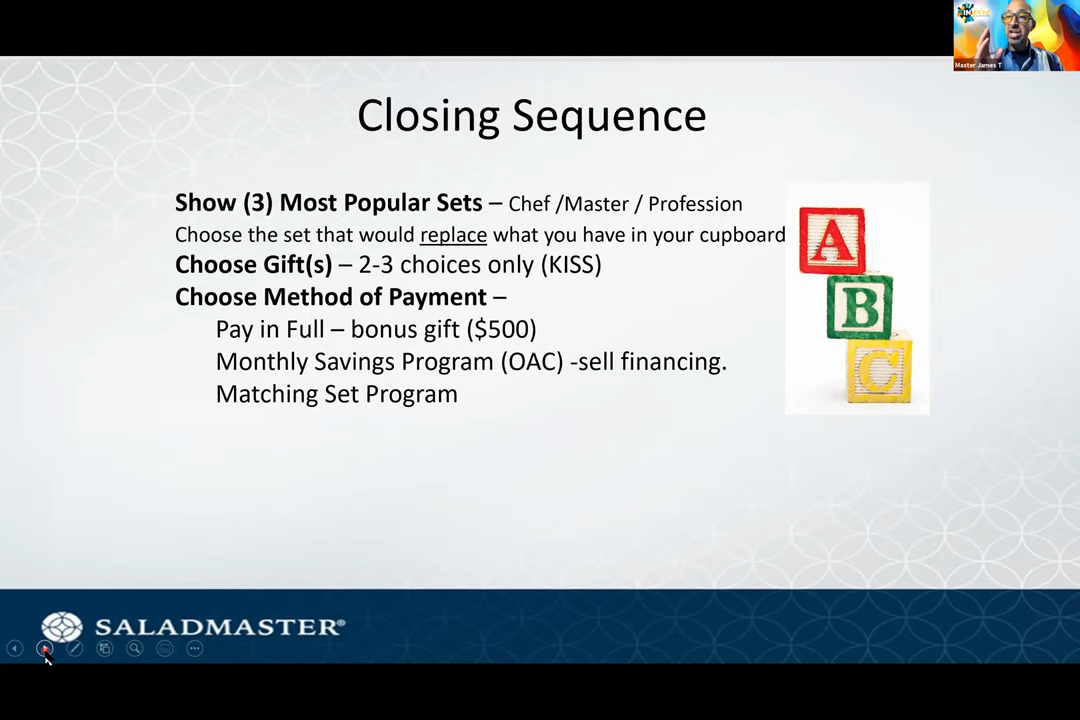 Master James T
Closing Sequence
Show (3) Most Popular Sets – Chef /Master / Profession
Choose the set that would replace what you have in your cupboard
Choose Gift(s) – 2-3 choices only (KISS)
Choose Method of Payment –
Pay in Full – bonus gift ($500)
Monthly Savings Program (OAC) -sell financing.
Matching Set Program
A
B
C
SALADMASTER®